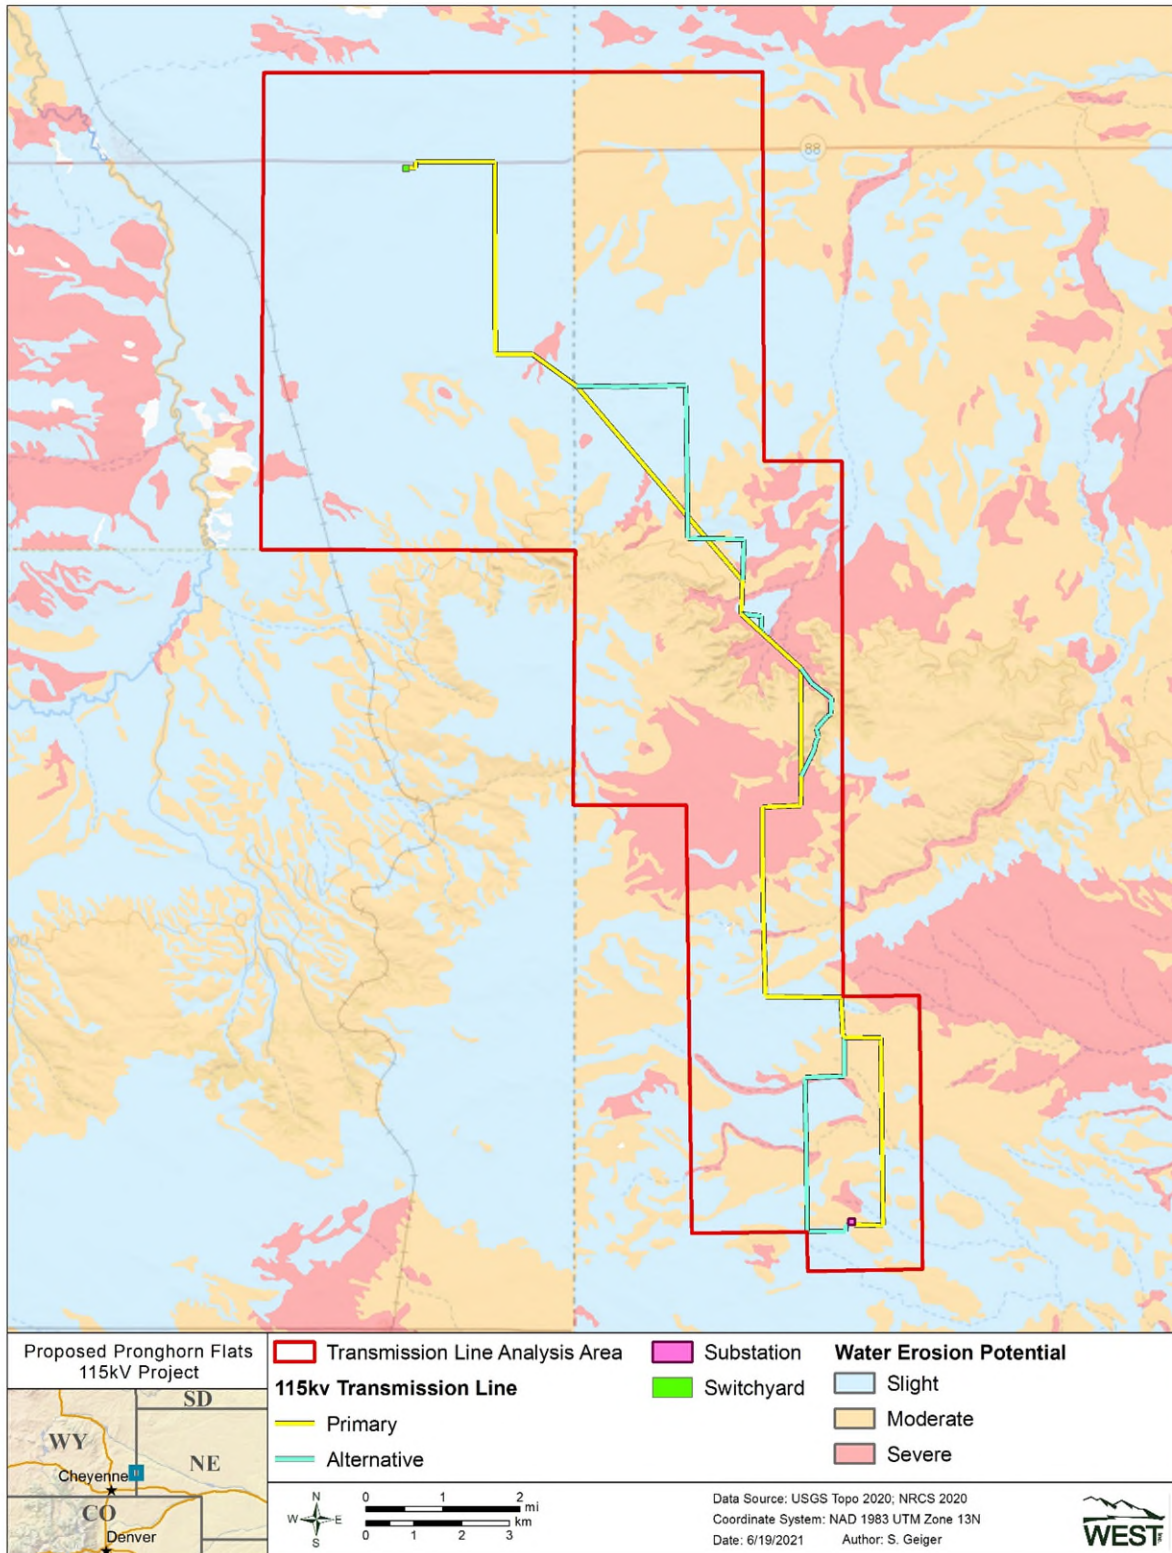 88
Proposed Pronghorn Flats
115kV Project
SD
WY
NE
Cheyenne
CO
Denver
Transmission Line Analysis Area
115kv Transmission Line
Primary
Alternative
Substation
Switchyard
Water Erosion Potential
Slight
Moderate
Severe
N
W E
S
0 1 2
mi
km
0 1 2 3
Data Source: USGS Topo 2020; NRCS 2020
Coordinate System: NAD 1983 UTM Zone 13N
Date: 6/19/2021 Author: S. Geiger
WEST